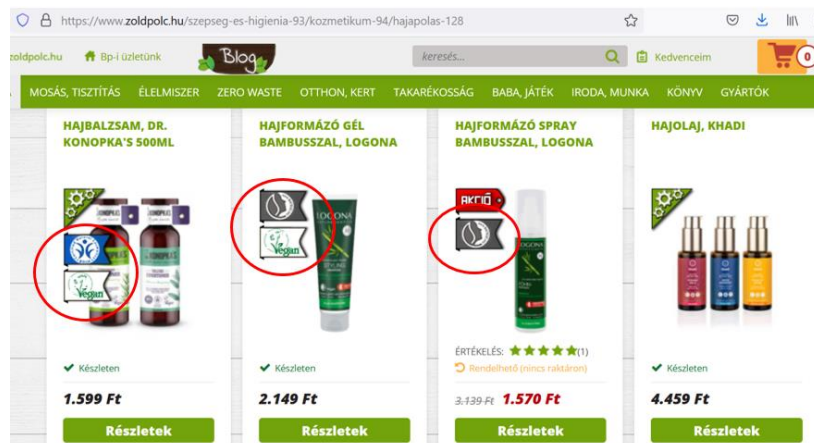 https://www.zoldpolc.hu/szepseg-es-higienia-93/kozmetikum-94/hajapolas-128
zoldpolc.hu Bp-i üzletünk Blog keresés... Kedvenceim 0
MOSÁS, TISZTÍTÁS ÉLELMISZER ZERO WASTE OTTHON, KERT TAKARÉKOSSÁG BABA, JÁTÉK IRODA, MUNKA KÖNYV GYÁRTÓK
HAJBALZSAM, DR.
KONOPKA'S 500ML
HAJFORMÁZÓ GÉL
BAMBUSSZAL, LOGONA
HAJFORMÁZÓ SPRAY
BAMBUSSZAL, LOGONA
HAJOLAJ, KHADI
AKCIÓ
KONOPKA'S
LOGONA
LOGONA
Vegan
Vegan
ÉRTÉKELÉS: (1)
Készleten
Készleten
Rendelhető (nincs raktáron)
Készleten
1.599 Ft
2.149 Ft
3.139 Ft 1.570 Ft
4.459 Ft
Részletek
Részletek
Részletek
Részletek